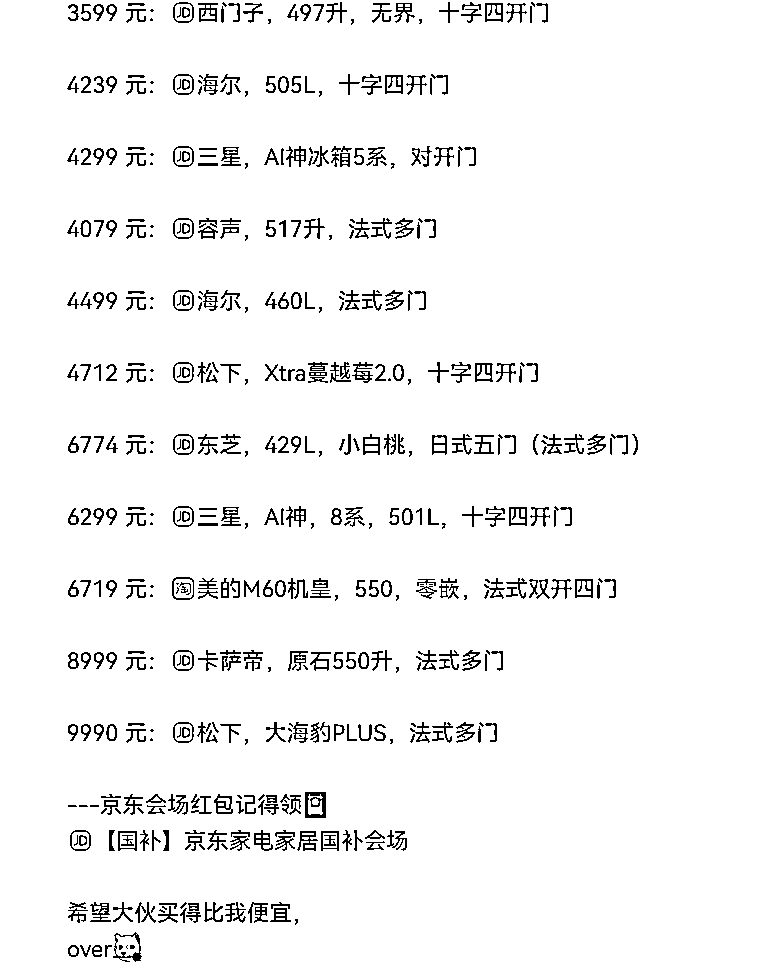 3599 元：JD西门子，497升，无界，十字四开门
4239 元：JD海尔，505L，十字四开门
4299 元：JD三星，AI神冰箱5系，对开门
4079 元：JD容声，517升，法式多门
4499 元：JD海尔，460L，法式多门
4712 元：JD松下，Xtra蔓越莓2.0，十字四开门
6774 元：JD东芝，429L，小白桃，日式五门（法式多门）
6299 元：JD三星，AI神，8系，501L，十字四开门
6719 元：淘美的M60机皇，550，零嵌，法式双开四门
8999 元：JD卡萨帝，原石550升，法式多门
9990 元：JD松下，大海豹PLUS，法式多门
---京东会场红包记得领🧧
JD【国补】京东家电家居国补会场
希望大伙买得比我便宜，
over